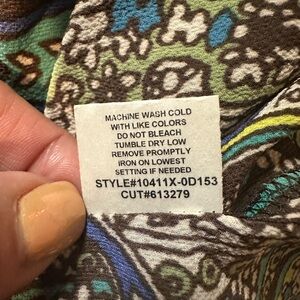 MACHINE WASH COLD
WITH LIKE COLORS
DO NOT BLEACH
TUMBLE DRY LOW
REMOVE PROMPTLY
IRON ON LOWEST
SETTING IF NEEDED
STYLE#10411X-0D153
CUT#613279